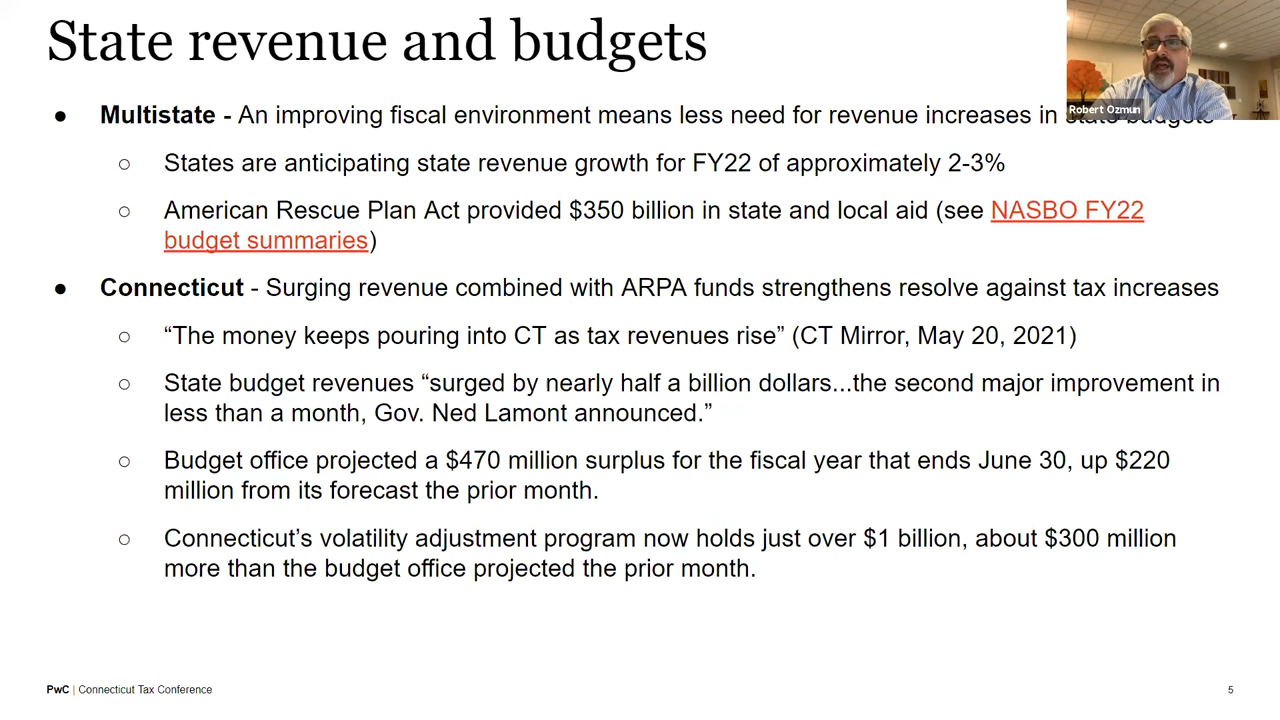 State revenue and budgets
Robert Ozmun
● Multistate - An improving fiscal environment means less need for revenue increases in state budgets
○ States are anticipating state revenue growth for FY22 of approximately 2-3%
○ American Rescue Plan Act provided $350 billion in state and local aid (see NASBO FY22
budget summaries)
● Connecticut - Surging revenue combined with ARPA funds strengthens resolve against tax increases
○ “The money keeps pouring into CT as tax revenues rise” (CT Mirror, May 20, 2021)
○ State budget revenues “surged by nearly half a billion dollars...the second major improvement in
less than a month, Gov. Ned Lamont announced.”
○ Budget office projected a $470 million surplus for the fiscal year that ends June 30, up $220
million from its forecast the prior month.
○ Connecticut’s volatility adjustment program now holds just over $1 billion, about $300 million
more than the budget office projected the prior month.
PwC | Connecticut Tax Conference
5